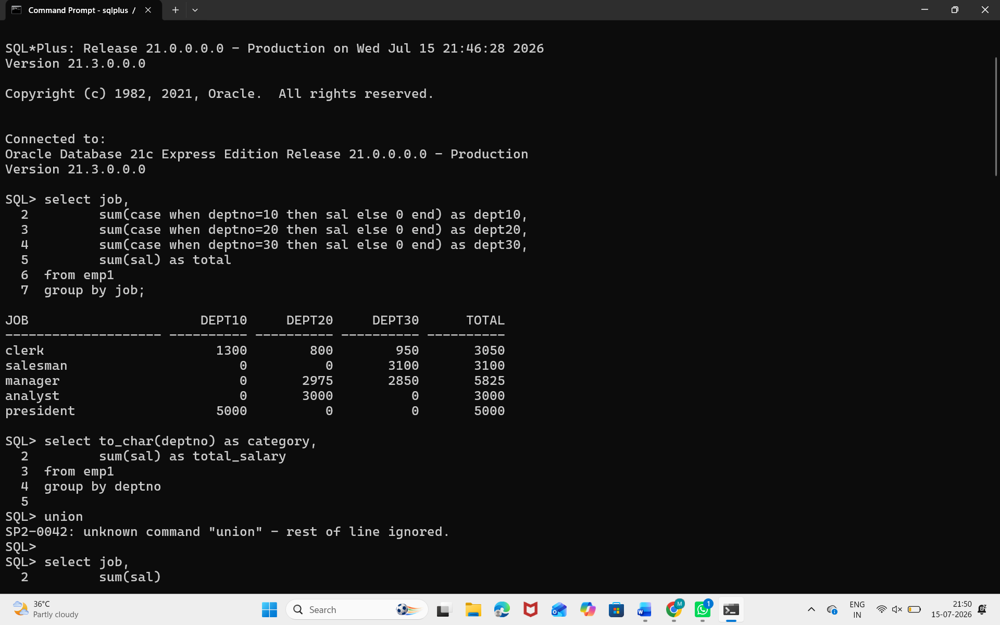 Command Prompt - sqlplus /
SQL*Plus: Release 21.0.0.0.0 - Production on Wed Jul 15 21:46:28 2026
Version 21.3.0.0.0
Copyright (c) 1982, 2021, Oracle.  All rights reserved.
Connected to:
Oracle Database 21c Express Edition Release 21.0.0.0.0 - Production
Version 21.3.0.0.0
SQL> select job,
  2         sum(case when deptno=10 then sal else 0 end) as dept10,
  3         sum(case when deptno=20 then sal else 0 end) as dept20,
  4         sum(case when deptno=30 then sal else 0 end) as dept30,
  5         sum(sal) as total
  6  from emp1
  7  group by job;
JOB                      DEPT10     DEPT20     DEPT30      TOTAL
-------------------- ---------- ---------- ---------- ----------
clerk                      1300        800        950       3050
salesman                      0          0       3100       3100
manager                       0       2975       2850       5825
analyst                       0       3000          0       3000
president                  5000          0          0       5000
SQL> select to_char(deptno) as category,
  2         sum(sal) as total_salary
  3  from emp1
  4  group by deptno
  5
SQL> union
SP2-0042: unknown command "union" - rest of line ignored.
SQL>
SQL> select job,
  2         sum(sal)
36°C
Partly cloudy
Search
M
1
ENG
IN
21:50
15-07-2026